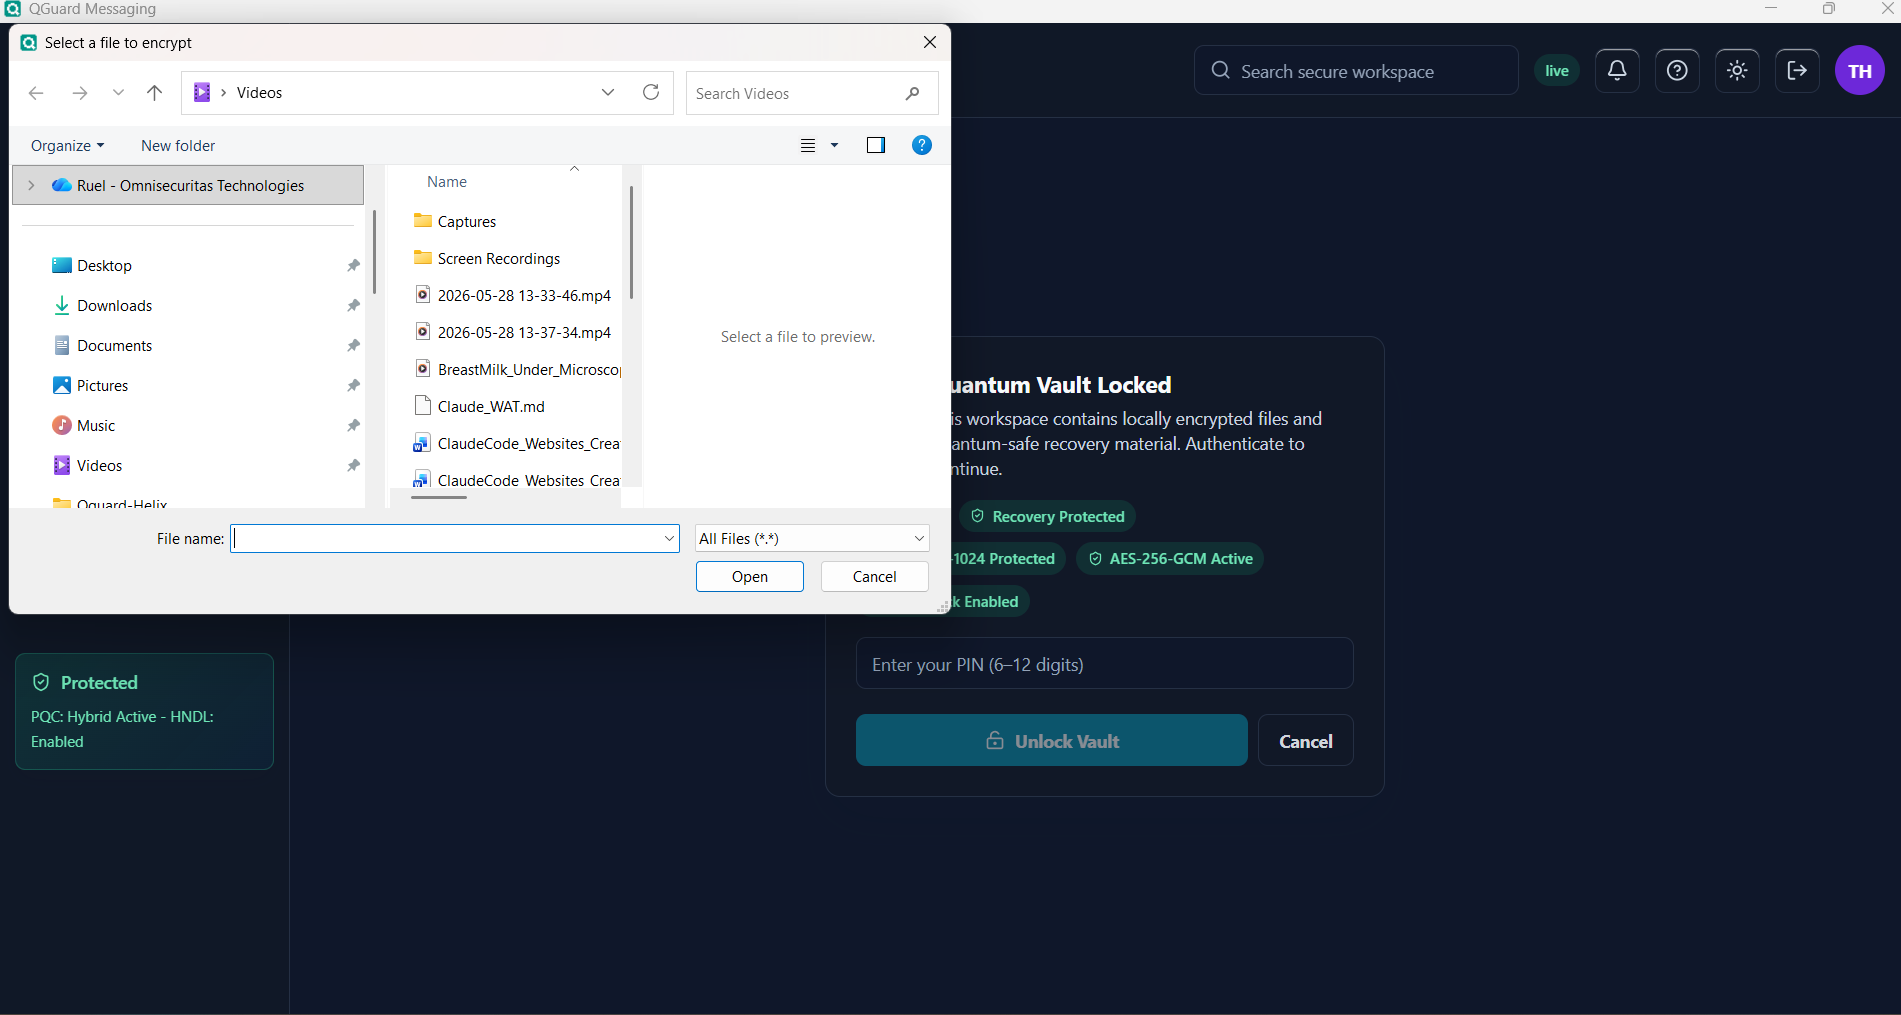 QGuard Messaging
Select a file to encrypt
Videos
Search Videos
Organize
New folder
Ruel - Omnisecuritas Technologies
Desktop
Downloads
Documents
Pictures
Music
Videos
Qguard-Helix
Name
Captures
Screen Recordings
2026-05-28 13-33-46.mp4
2026-05-28 13-37-34.mp4
BreastMilk_Under_Microsco
Claude_WAT.md
ClaudeCode_Websites_Crea
ClaudeCode_Websites_Crea
Select a file to preview.
File name:
All Files (*.*)
Open
Cancel
Search secure workspace
live
TH
uantum Vault Locked
is workspace contains locally encrypted files and
antum-safe recovery material. Authenticate to
ntinue.
Recovery Protected
-1024 Protected
AES-256-GCM Active
k Enabled
Enter your PIN (6–12 digits)
Unlock Vault
Cancel
Protected
PQC: Hybrid Active - HNDL:
Enabled